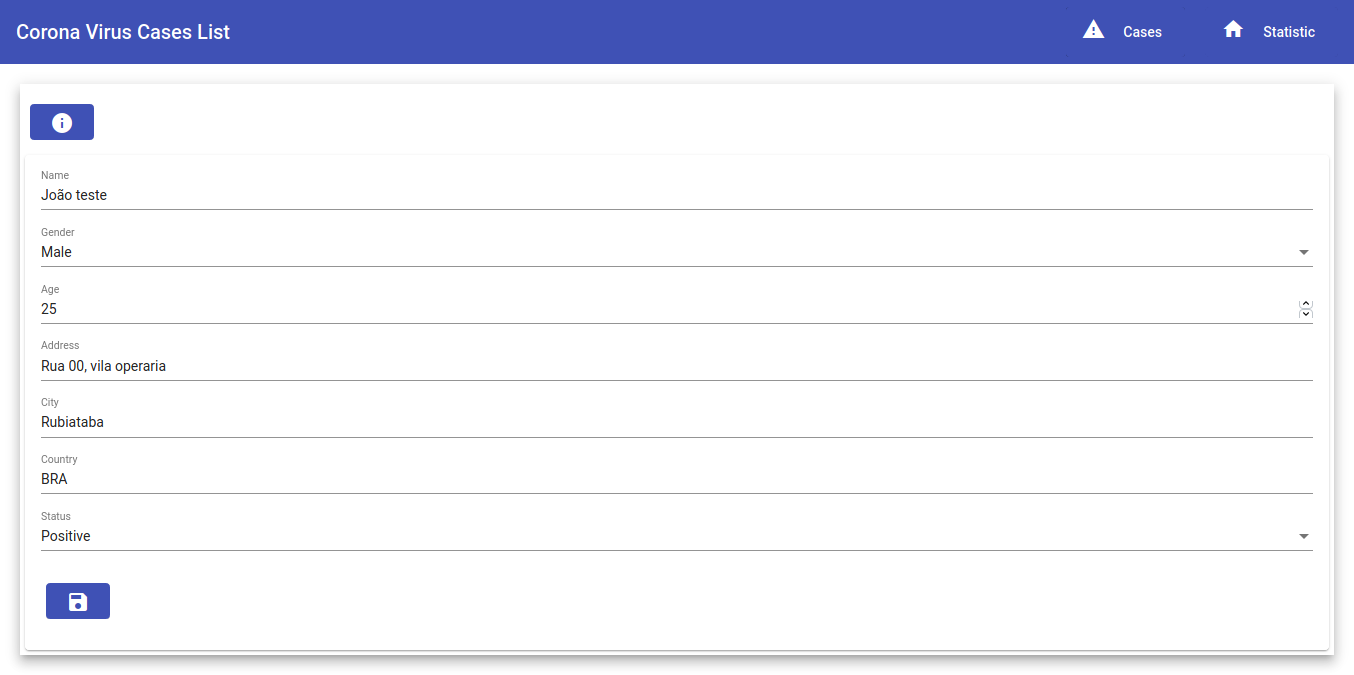 Corona Virus Cases List
Cases
Statistic
Name
João teste
Gender
Male
Age
25
Address
Rua 00, vila operaria
City
Rubiataba
Country
BRA
Status
Positive